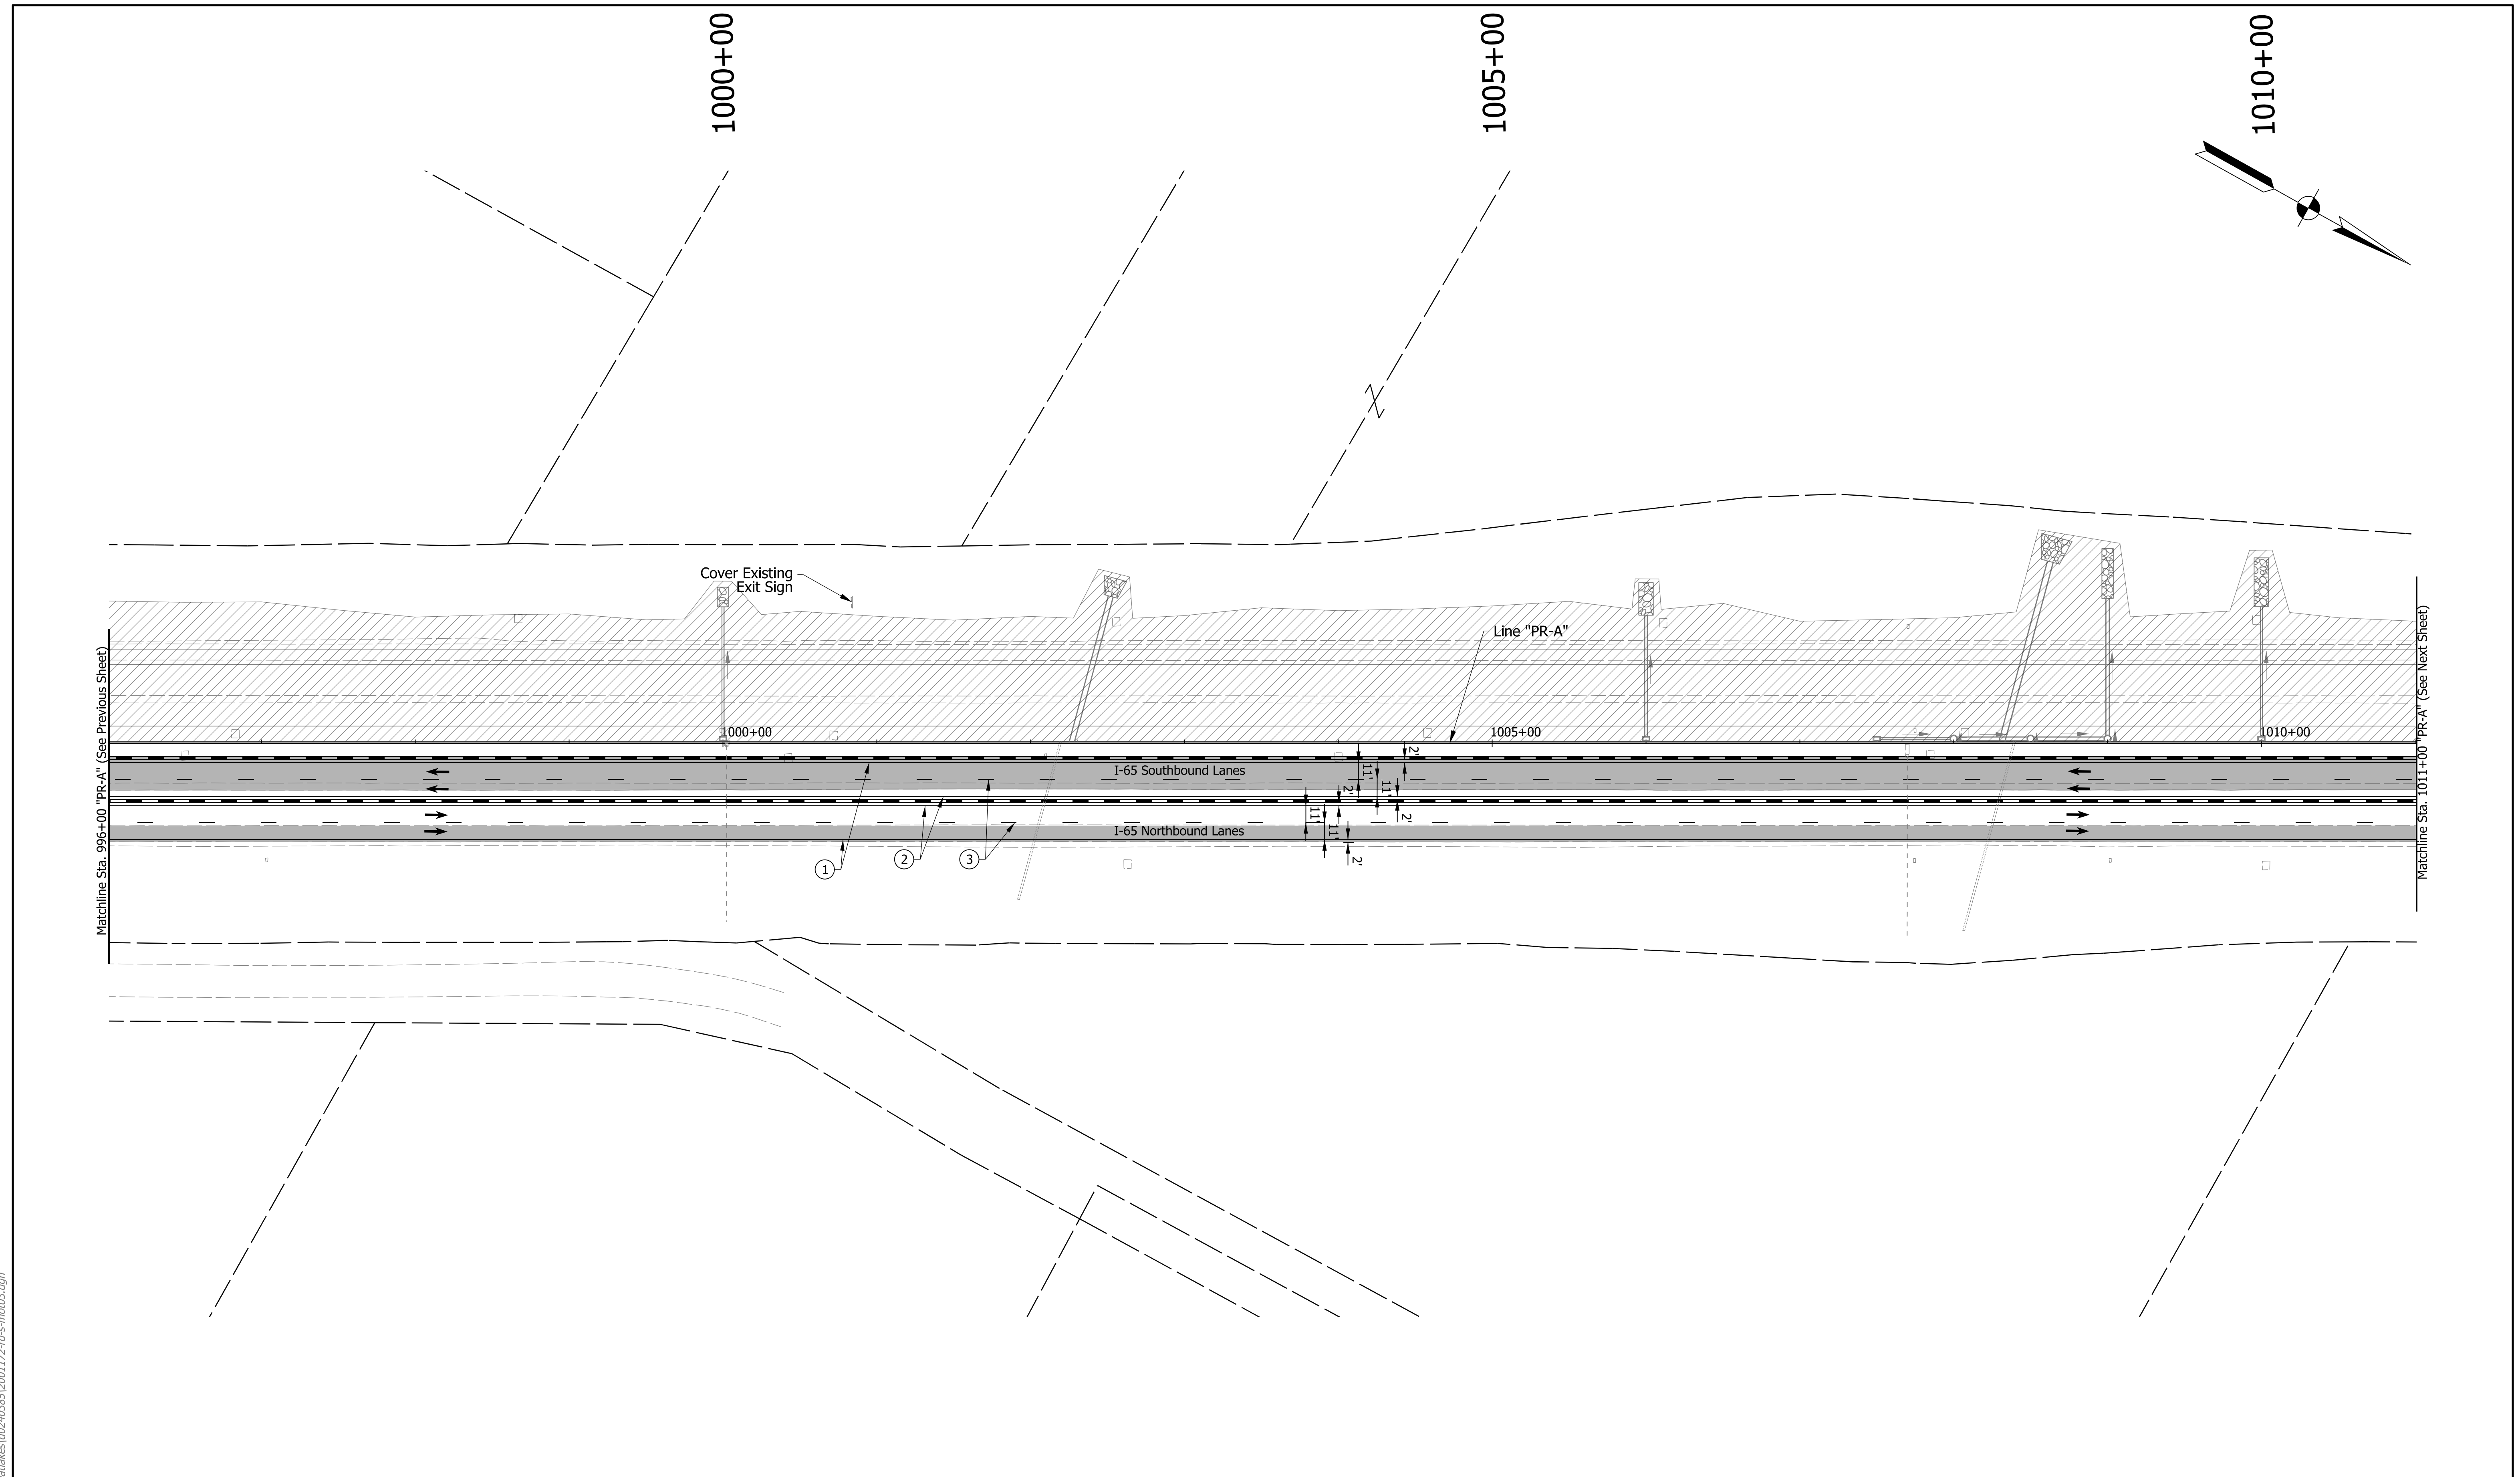 1000+00
1005+00
1010+00
Cover Existing
Exit Sign
Line "PR-A"
Matchline Sta. 996+00 "PR-A" (See Previous Sheet)
Matchline Sta. 1011+00 "PR-A" (See Next Sheet)
1000+00
1005+00
1010+00
2'
I-65 Southbound Lanes
11'
11'
2'
2'
11'
11'
I-65 Northbound Lanes
2'
1
2
3